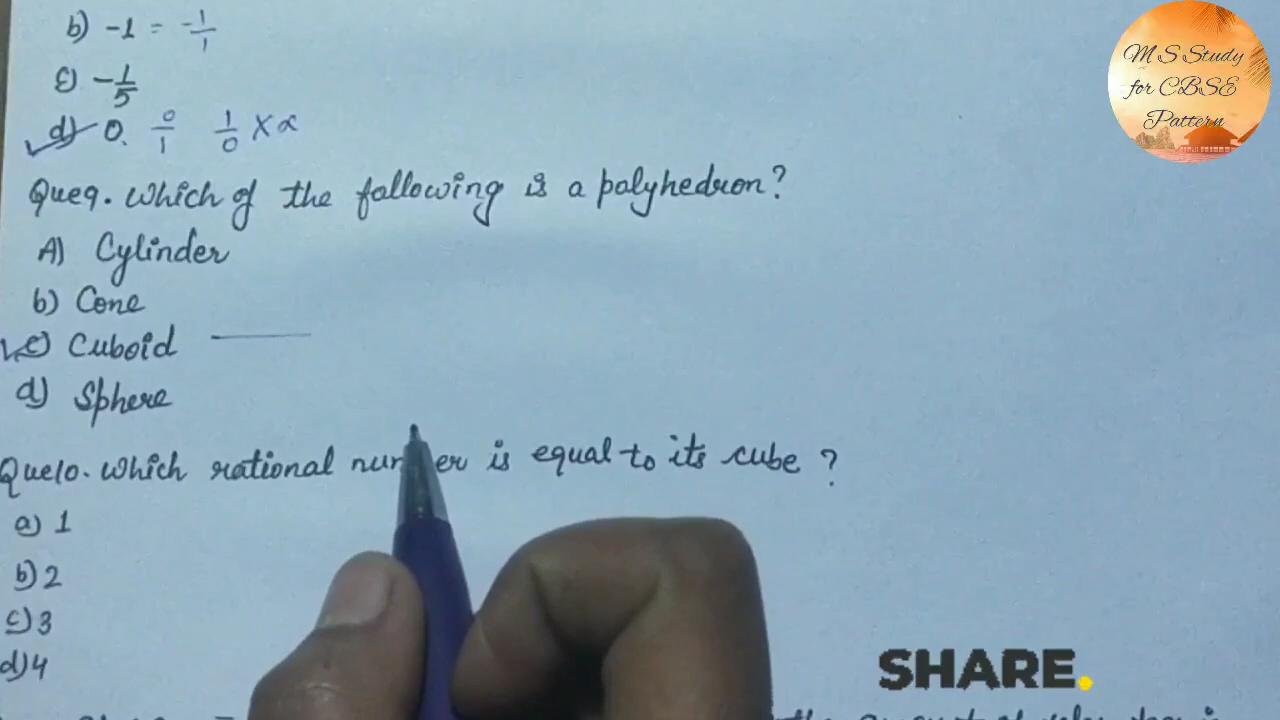 b) -1 = -1/1
c) -1/5
d) 0. 0/1 1/0 X ∝
Que9. Which of the following is a polyhedron?
A) Cylinder
b) Cone
c) Cuboid
d) Sphere
Que10. Which rational is equal to its cube ?
a) 1
b) 2
c) 3
d) 4
M S Study
for CBSE
Pattern
SHARE.